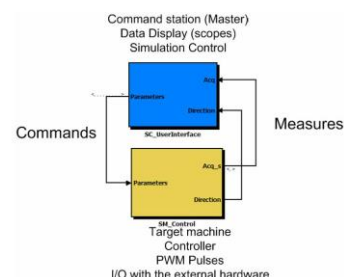 Command station (Master)
Data Display (scopes)
Simulation Control
Acq
Parameters
Direction
SC_UserInterface
Commands
Measures
Acq_s
Parameters
Direction
SM_Control
Target machine
Controller
PWM Pulses
I/O with the external hardware